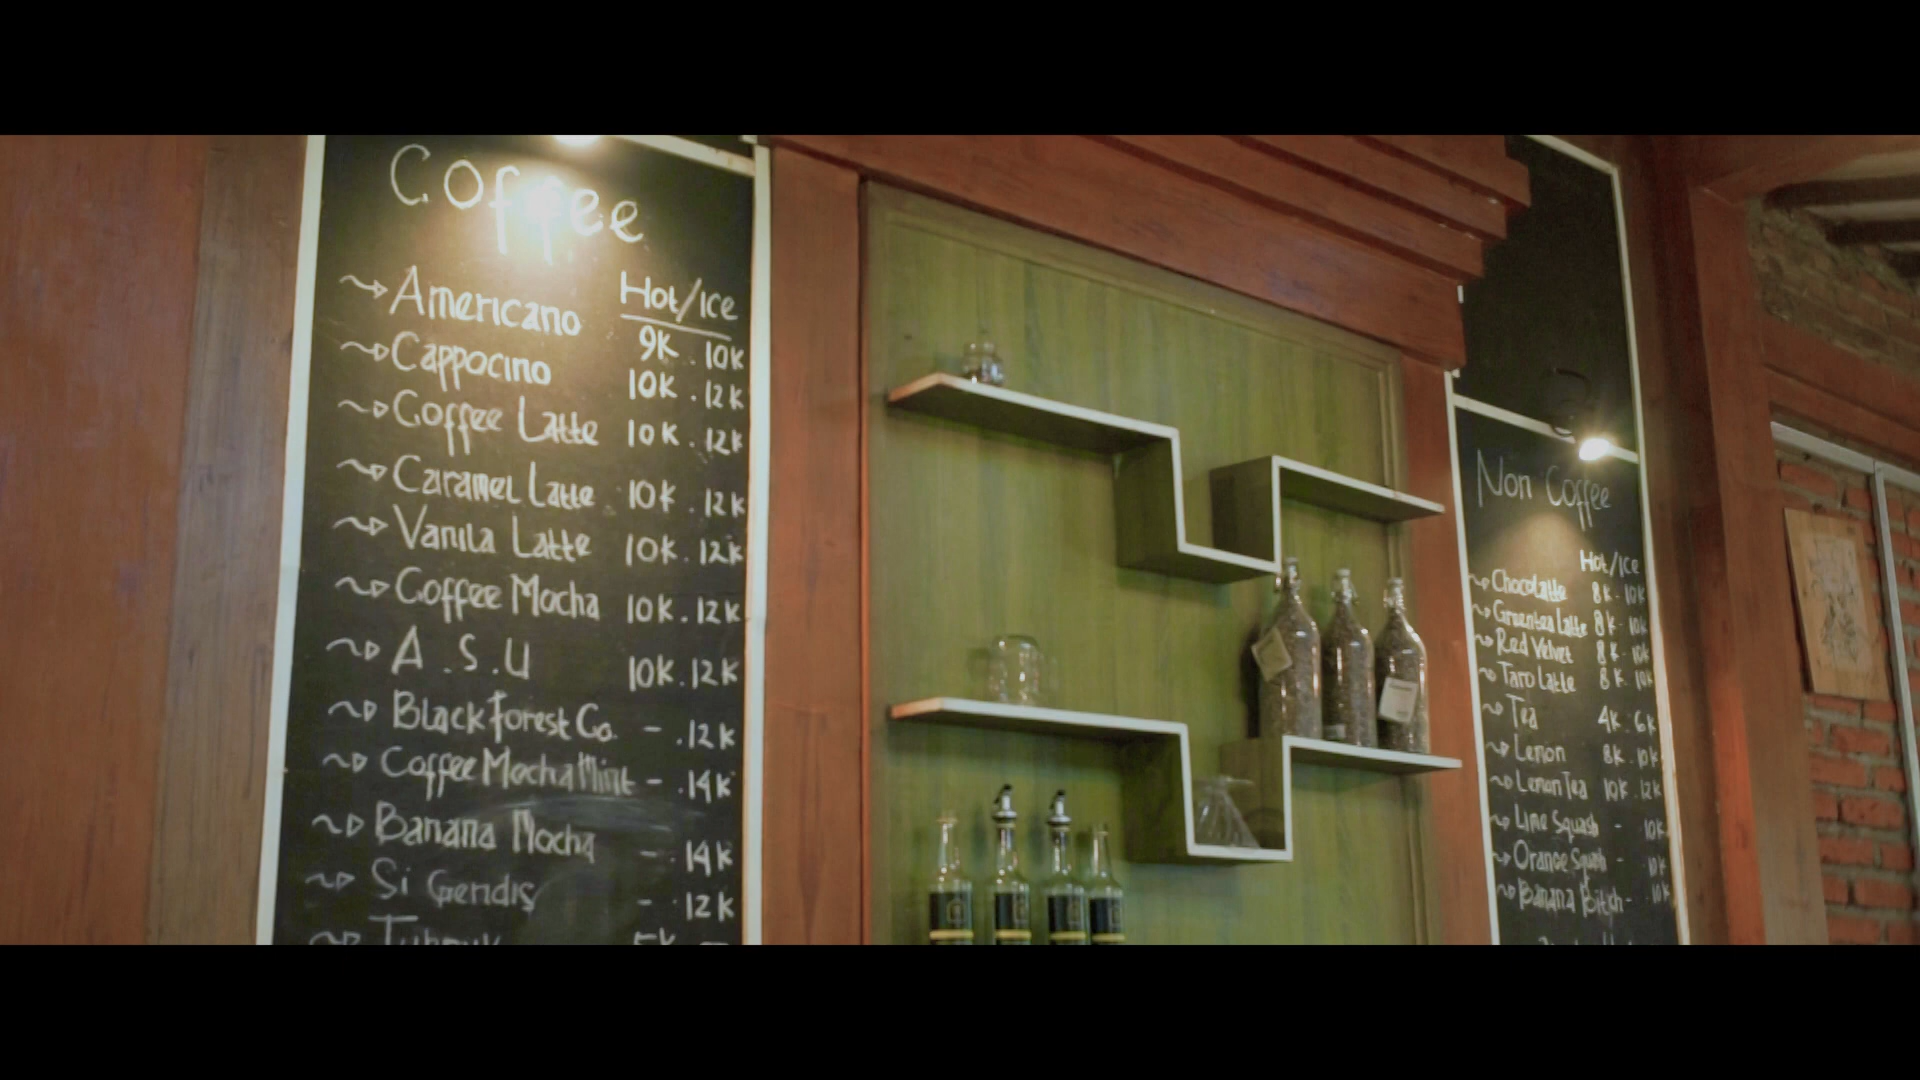 Coffee
Hot/Ice
Americano 9K . 10K
Cappocino 10K . 12K
Coffee Latte 10K . 12K
Caramel Latte 10K . 12K
Vanila Latte 10K . 12K
Coffee Mocha 10K . 12K
A . S . U 10K . 12K
Black Forest Co. - . 12K
Coffee Mocha Mint - . 14K
Banana Mocha - . 14K
Si Gendis - 12K
Non Coffee
Hot/Ice
Chocolatte 8K - 10K
Greentea Latte 8K - 10K
Red Velvet 8K - 10K
Taro Latte 8K . 10K
Tea 4K . 6K
Lemon 8K . 10K
Lemon Tea 10K . 12K
Lime Squash - 10K
Orange Squash - 10K
Banana - 10K